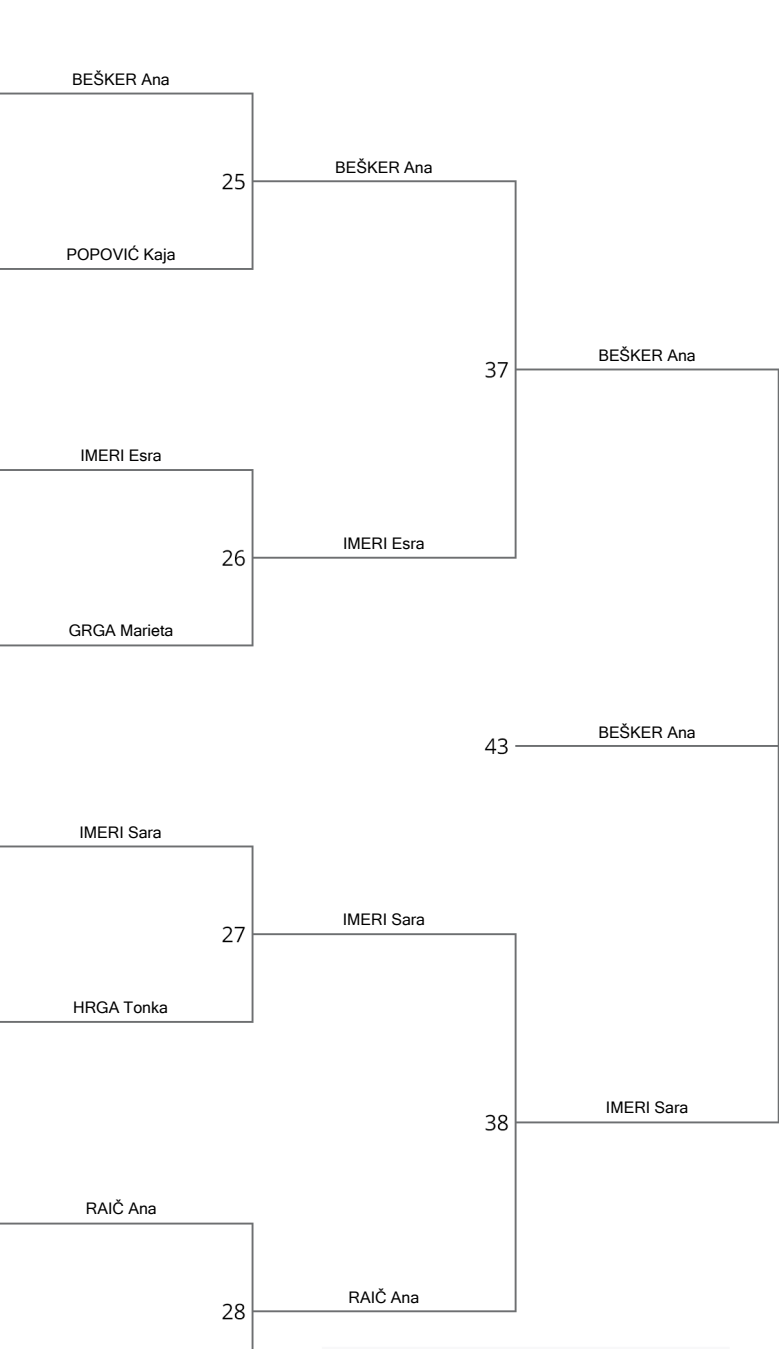 BEŠKER Ana
BEŠKER Ana
25
POPOVIĆ Kaja
BEŠKER Ana
37
IMERI Esra
IMERI Esra
26
GRGA Marieta
BEŠKER Ana
43
IMERI Sara
IMERI Sara
27
HRGA Tonka
IMERI Sara
38
RAIČ Ana
RAIČ Ana
28